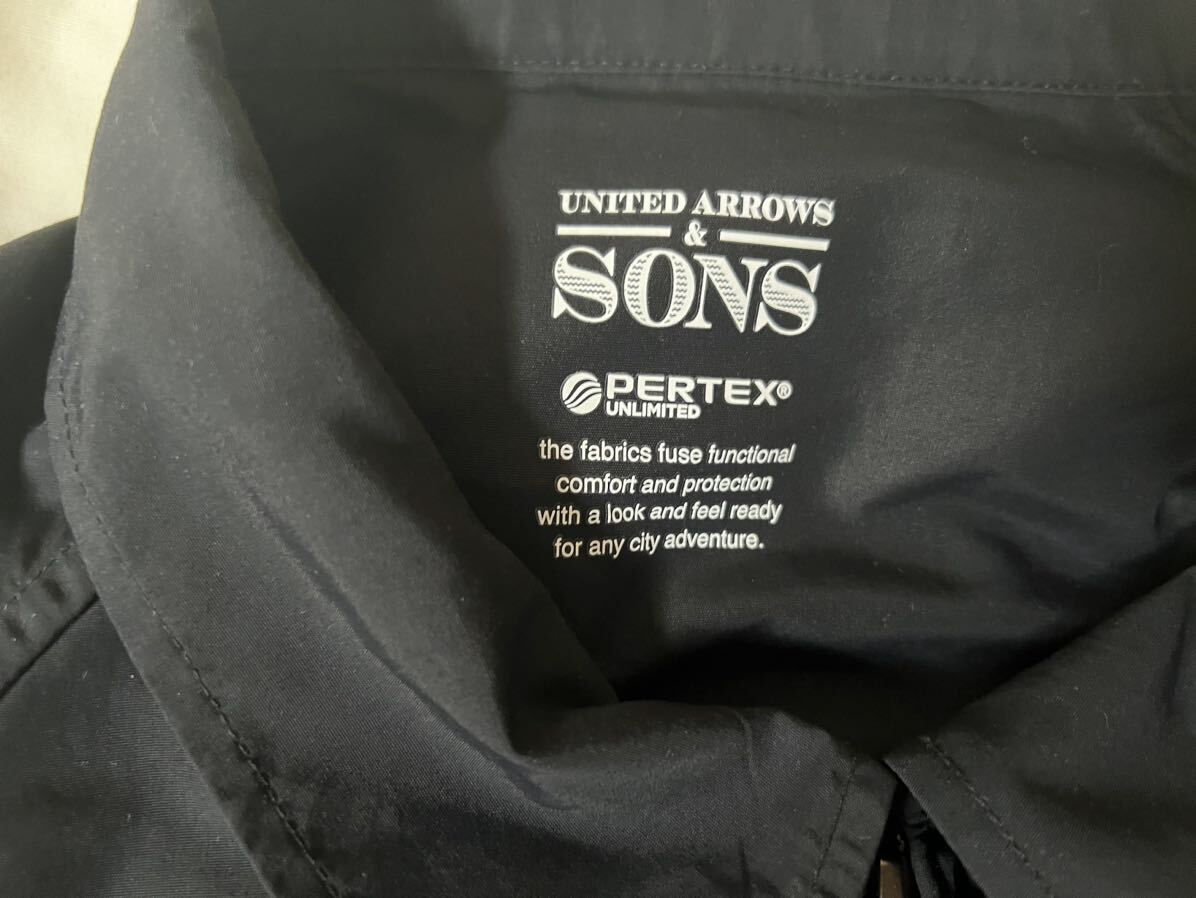 UNITED ARROWS
&
SONS
PERTEX®
UNLIMITED
the fabrics fuse functional
comfort and protection
with a look and feel ready
for any city adventure.